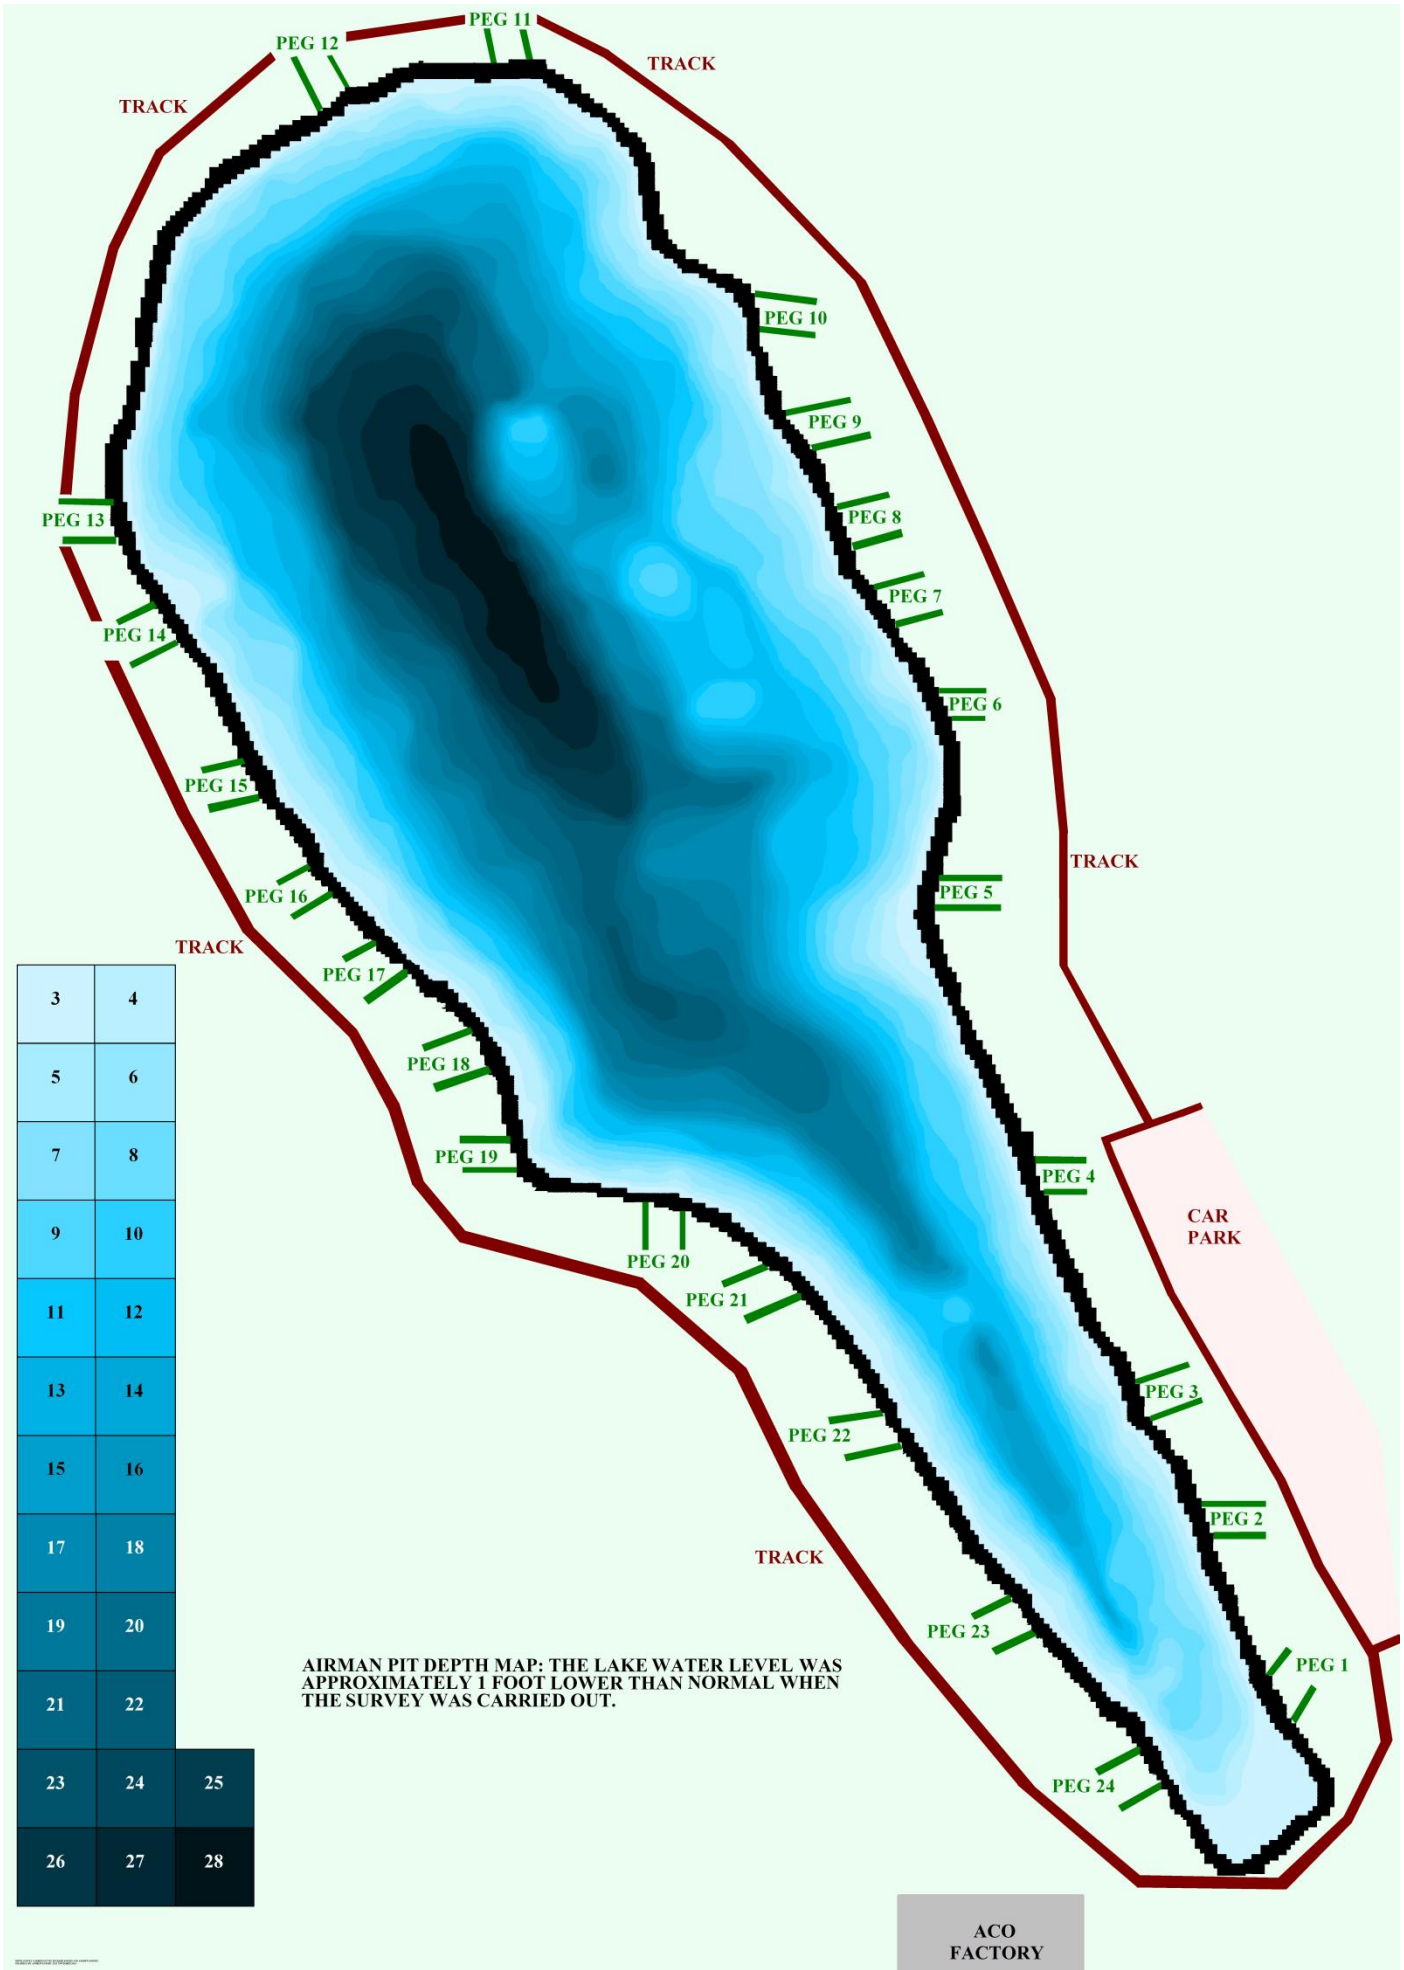 PEG 11
PEG 12
TRACK
TRACK
PEG 10
PEG 9
PEG 8
PEG 13
PEG 7
PEG 14
PEG 6
PEG 15
TRACK
PEG 5
PEG 16
TRACK
PEG 17
PEG 18
PEG 19
PEG 4
CAR
PARK
PEG 20
PEG 21
PEG 3
PEG 22
PEG 2
TRACK
PEG 23
PEG 1
PEG 24
3 4
5 6
7 8
9 10
11 12
13 14
15 16
17 18
19 20
21 22
23 24 25
26 27 28
AIRMAN PIT DEPTH MAP: THE LAKE WATER LEVEL WAS
APPROXIMATELY 1 FOOT LOWER THAN NORMAL WHEN
THE SURVEY WAS CARRIED OUT.
ACO
FACTORY